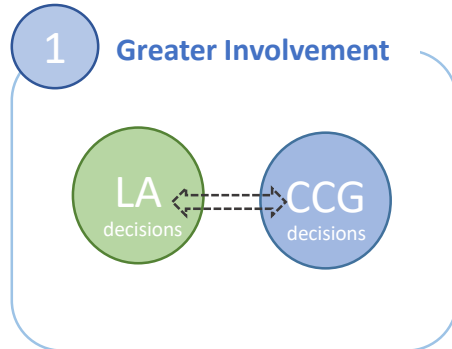 1
Greater Involvement
LA
decisions
CCG
decisions